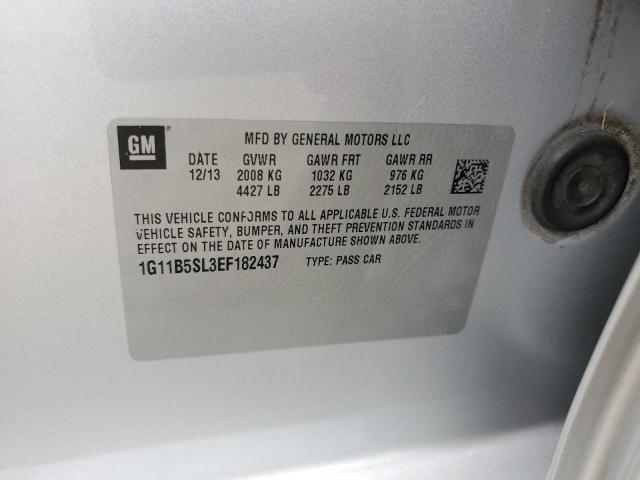 GM
MFD BY GENERAL MOTORS LLC
DATE GVWR GAWR FRT GAWR RR
12/13 2008 KG 1032 KG 976 KG
4427 LB 2275 LB 2152 LB
THIS VEHICLE CONFORMS TO ALL APPLICABLE U.S. FEDERAL MOTOR
VEHICLE SAFETY, BUMPER, AND THEFT PREVENTION STANDARDS IN
EFFECT ON THE DATE OF MANUFACTURE SHOWN ABOVE.
1G11B5SL3EF182437 TYPE: PASS CAR